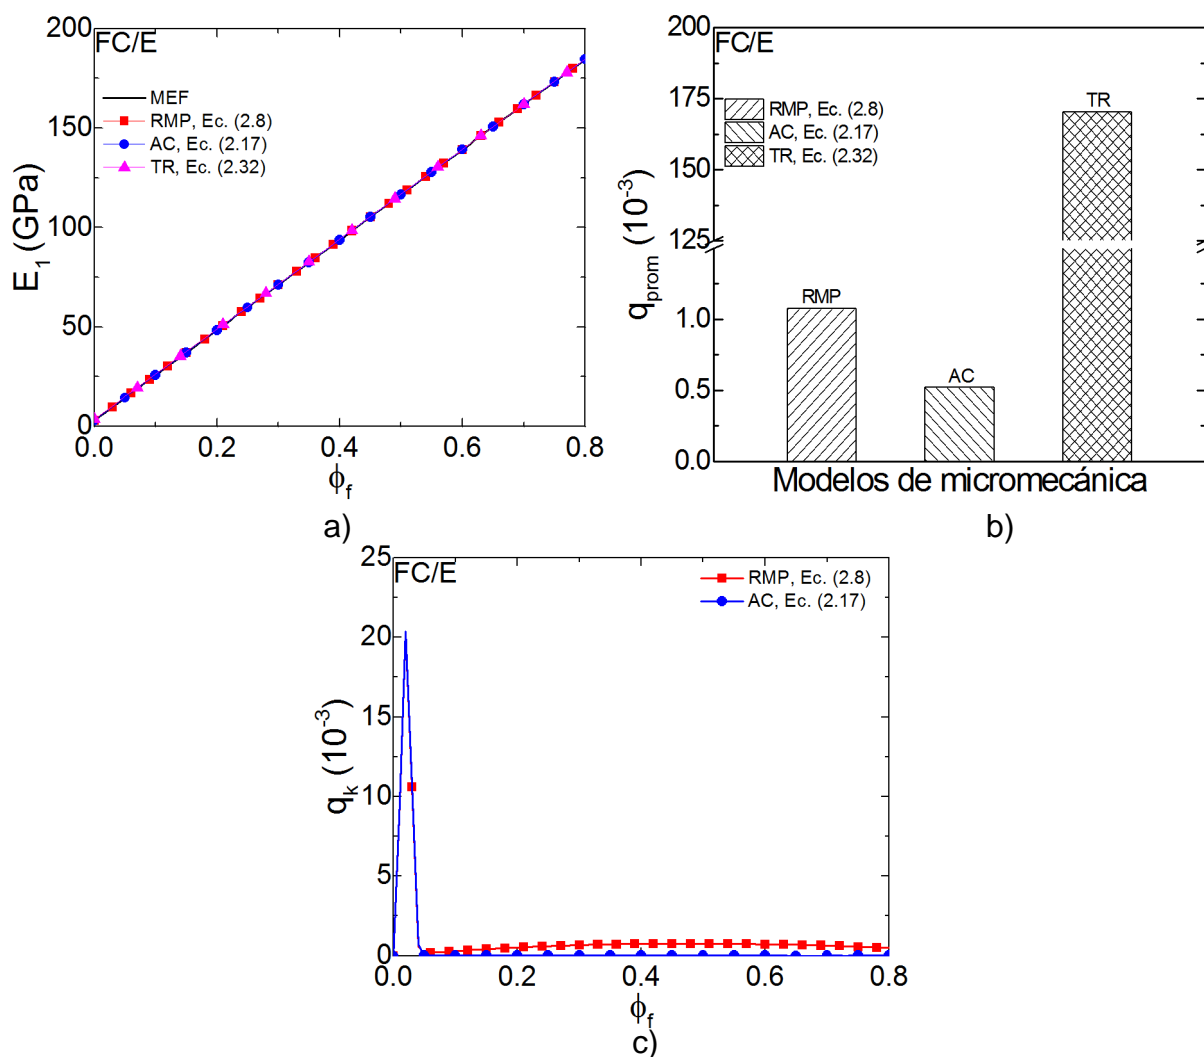 200
FC/E
MEF
RMP, Ec. (2.8)
AC, Ec. (2.17)
TR, Ec. (2.32)
150
100
50
0
E1 (GPa)
0.0 0.2 0.4 0.6 0.8
ϕf
a)
200
FC/E
RMP, Ec. (2.8)
AC, Ec. (2.17)
TR, Ec. (2.32)
175
150
125
1.0
0.5
0.0
qprom (10-3)
RMP
AC
TR
Modelos de micromecánica
b)
25
FC/E
RMP, Ec. (2.8)
AC, Ec. (2.17)
20
15
10
5
0
qk (10-3)
0.0 0.2 0.4 0.6 0.8
ϕf
c)